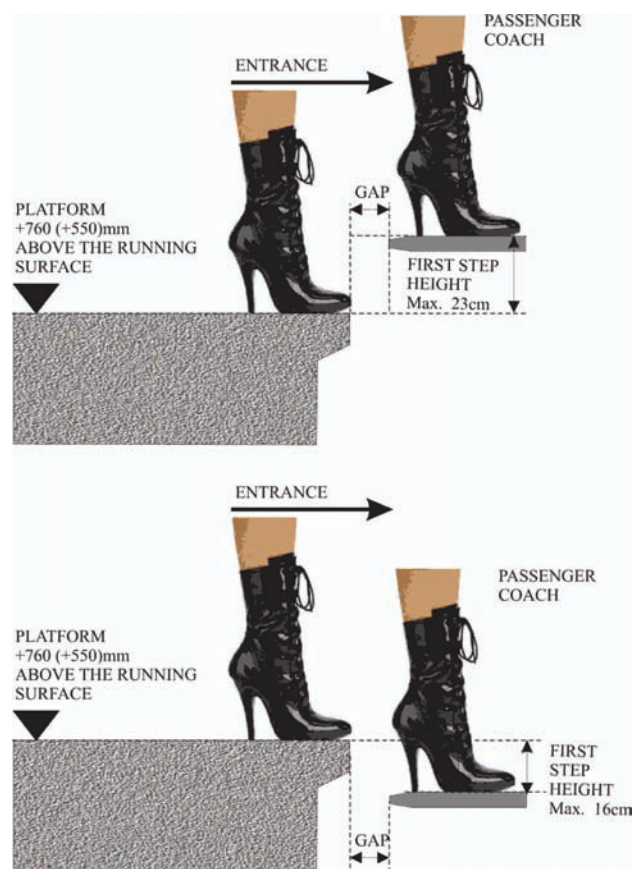 PASSENGER
COACH
ENTRANCE
GAP
PLATFORM
+760 (+550)mm
ABOVE THE RUNNING
SURFACE
FIRST STEP
HEIGHT
Max. 23cm
ENTRANCE
PASSENGER
COACH
PLATFORM
+760 (+550)mm
ABOVE THE RUNNING
SURFACE
FIRST
STEP
HEIGHT
Max. 16cm
GAP